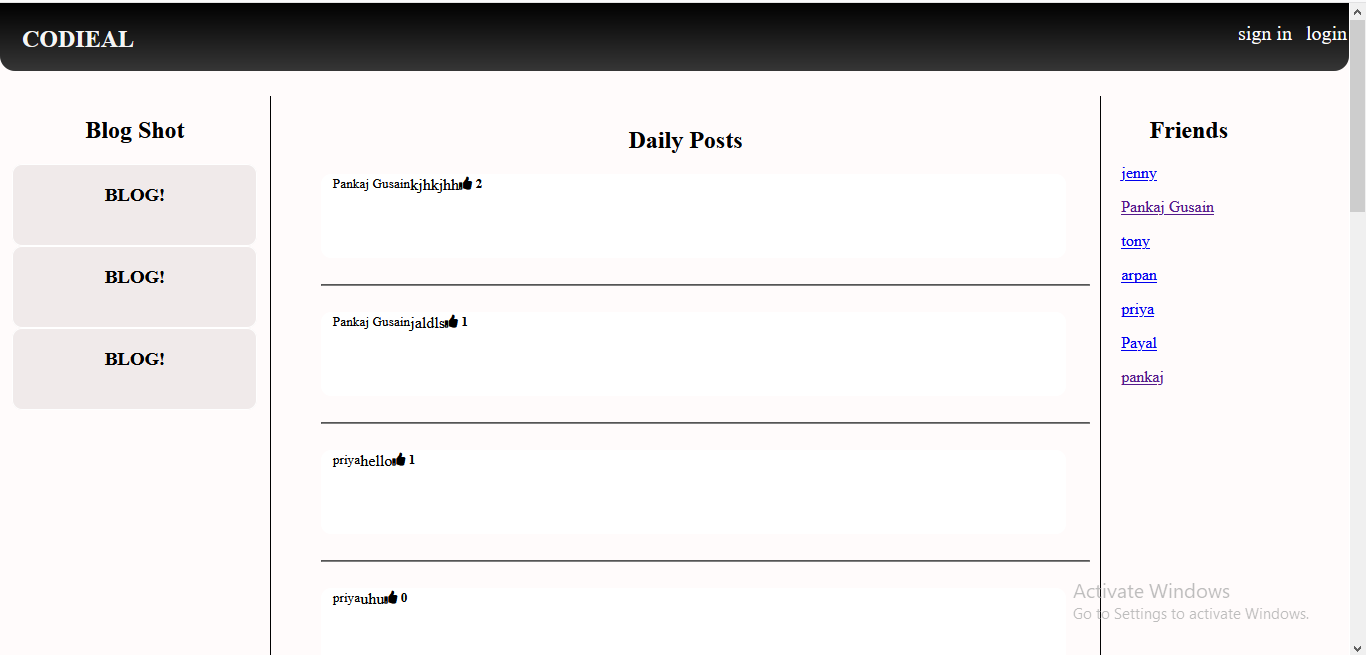 CODIEAL
sign in login
Blog Shot
BLOG!
BLOG!
BLOG!
Daily Posts
Pankaj Gusainkjhkjhh 2
Pankaj Gusainjaldls 1
priyahello 1
priyauhu 0
Friends
jenny
Pankaj Gusain
tony
arpan
priya
Payal
pankaj
Activate Windows
Go to Settings to activate Windows.